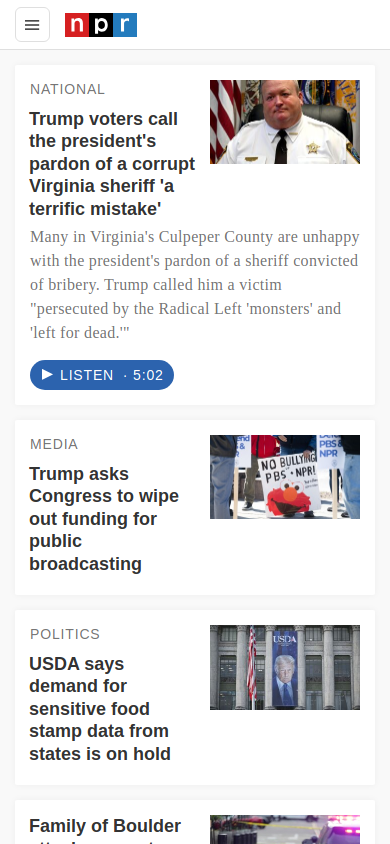 npr
NATIONAL
Trump voters call
the president's
pardon of a corrupt
Virginia sheriff 'a
terrific mistake'
Many in Virginia's Culpeper County are unhappy
with the president's pardon of a sheriff convicted
of bribery. Trump called him a victim
"persecuted by the Radical Left 'monsters' and
'left for dead.'"
LISTEN · 5:02
MEDIA
Trump asks
Congress to wipe
out funding for
public
broadcasting
PBS &
NPR
NO BULLYING
PBS • NPR!
PBS &
NPR
POLITICS
USDA says
demand for
sensitive food
stamp data from
states is on hold
USDA
Family of Boulder